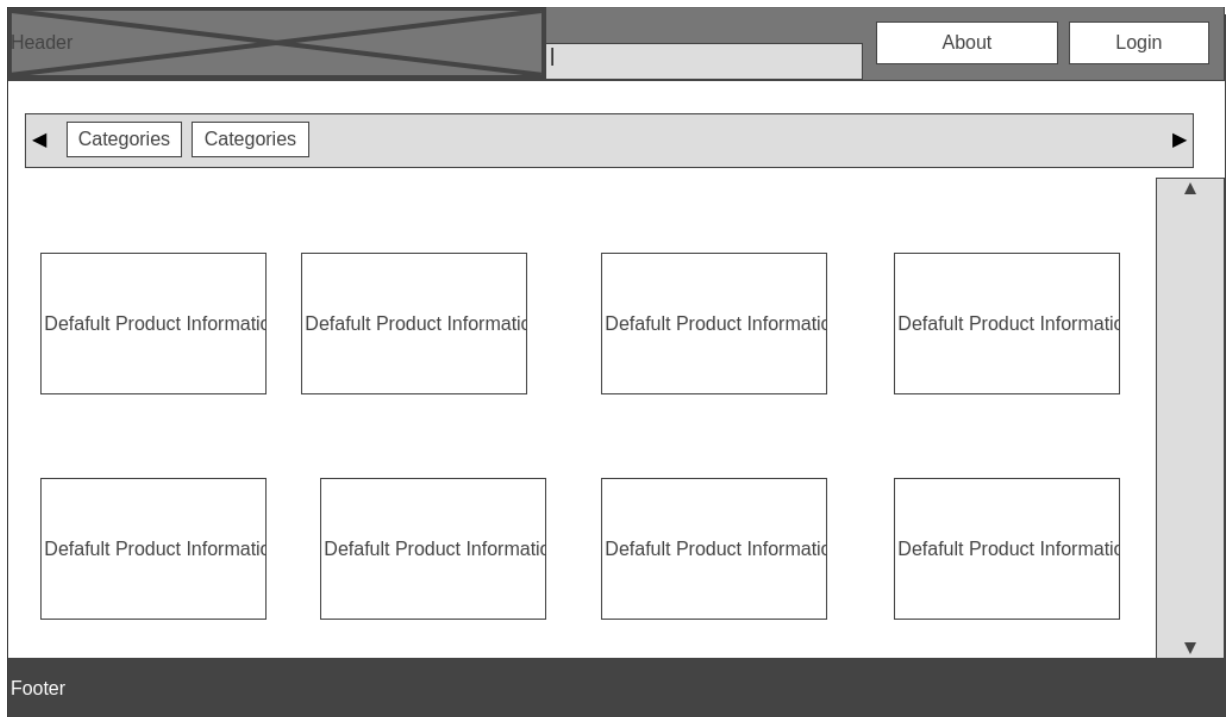 Header
About
Login
Categories
Categories
Defafult Product Informatic
Defafult Product Informatic
Defafult Product Informatic
Defafult Product Informatic
Defafult Product Informatic
Defafult Product Informatic
Defafult Product Informatic
Defafult Product Informatic
Footer